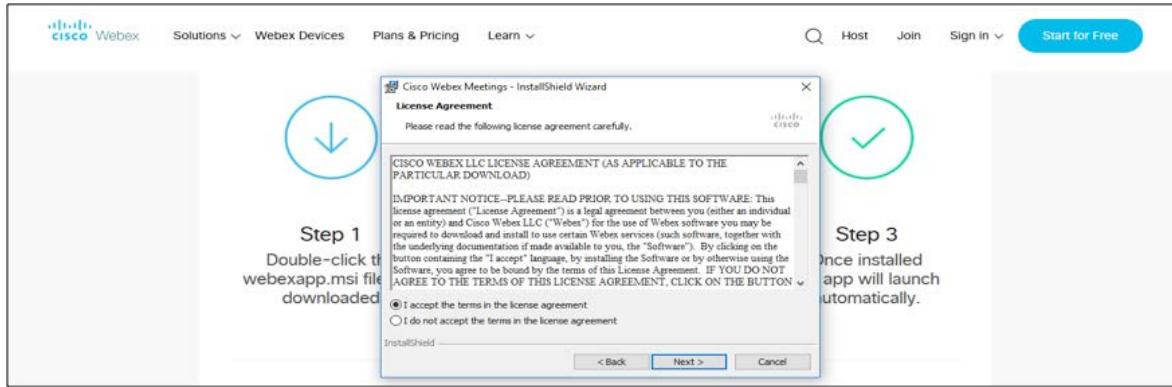 CISCO Webex Solutions Webex Devices Plans & Pricing Learn Host Join Sign in Start for Free
Cisco Webex Meetings - InstallShield Wizard
License Agreement
Please read the following license agreement carefully.
CISCO
CISCO WEBEX LLC LICENSE AGREEMENT (AS APPLICABLE TO THE
PARTICULAR DOWNLOAD)
IMPORTANT NOTICE--PLEASE READ PRIOR TO USING THIS SOFTWARE: This
license agreement ("License Agreement") is a legal agreement between you (either an individual
or an entity) and Cisco Webex LLC ("Webex") for the use of Webex software you may be
required to download and install to use certain Webex services (such software, together with
the underlying documentation if made available to you, the "Software"). By clicking on the
button containing the "I accept" language, by installing the Software or by otherwise using the
Software, you agree to be bound by the terms of this License Agreement. IF YOU DO NOT
AGREE TO THE TERMS OF THIS LICENSE AGREEMENT, CLICK ON THE BUTTON
I accept the terms in the license agreement
I do not accept the terms in the license agreement
InstallShield
< Back Next > Cancel
Step 1
Double-click
webexapp.msi file
downloaded
Step 3
Once installed
app will launch
automatically.